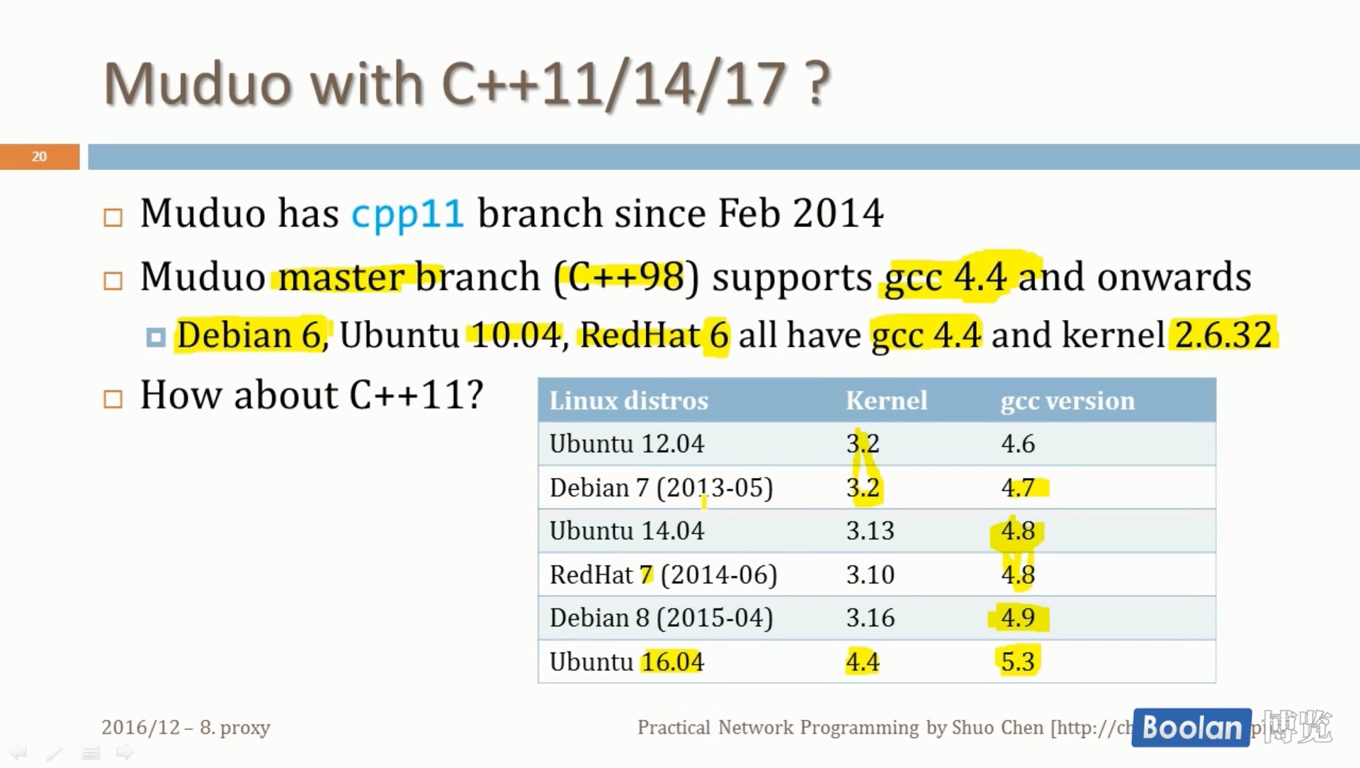 Muduo with C++11/14/17 ?
20
Muduo has cpp11 branch since Feb 2014
Muduo master branch (C++98) supports gcc 4.4 and onwards
Debian 6, Ubuntu 10.04, RedHat 6 all have gcc 4.4 and kernel 2.6.32
How about C++11?
Linux distros Kernel gcc version
Ubuntu 12.04 3.2 4.6
Debian 7 (2013-05) 3.2 4.7
Ubuntu 14.04 3.13 4.8
RedHat 7 (2014-06) 3.10 4.8
Debian 8 (2015-04) 3.16 4.9
Ubuntu 16.04 4.4 5.3
2016/12 – 8. proxy
Practical Network Programming by Shuo Chen
Boolan 博览